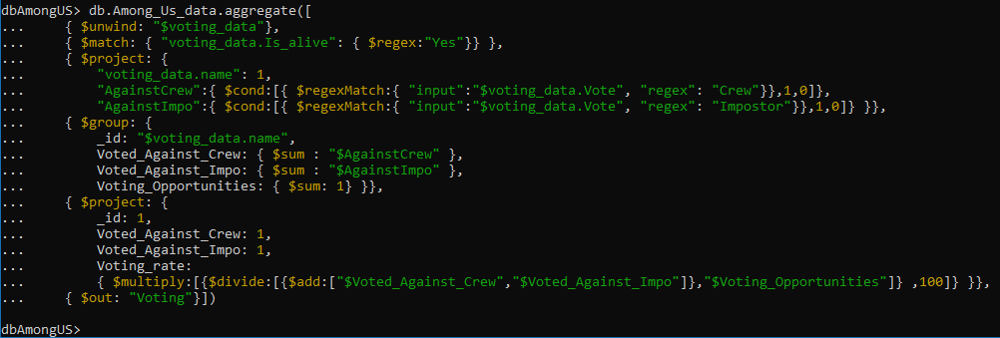 dbAmongUS> db.Among_Us_data.aggregate([
...     { $unwind: "$voting_data"},
...     { $match: { "voting_data.Is_alive": { $regex:"Yes"}} },
...     { $project: {
...         "voting_data.name": 1,
...         "AgainstCrew":{ $cond:[{ $regexMatch:{ "input":"$voting_data.Vote", "regex": "Crew"}},1,0]},
...         "AgainstImpo":{ $cond:[{ $regexMatch:{ "input":"$voting_data.Vote", "regex": "Impostor"}},1,0]} }},
...     { $group: {
...         _id: "$voting_data.name",
...         Voted_Against_Crew: { $sum : "$AgainstCrew" },
...         Voted_Against_Impo: { $sum : "$AgainstImpo" },
...         Voting_Opportunities: { $sum: 1} }},
...     { $project: {
...         _id: 1,
...         Voted_Against_Crew: 1,
...         Voted_Against_Impo: 1,
...         Voting_rate:
...         { $multiply:[{$divide:[{$add:["$Voted_Against_Crew","$Voted_Against_Impo"]},"$Voting_Opportunities"]} ,100]} }},
...     { $out: "Voting"}])
dbAmongUS>